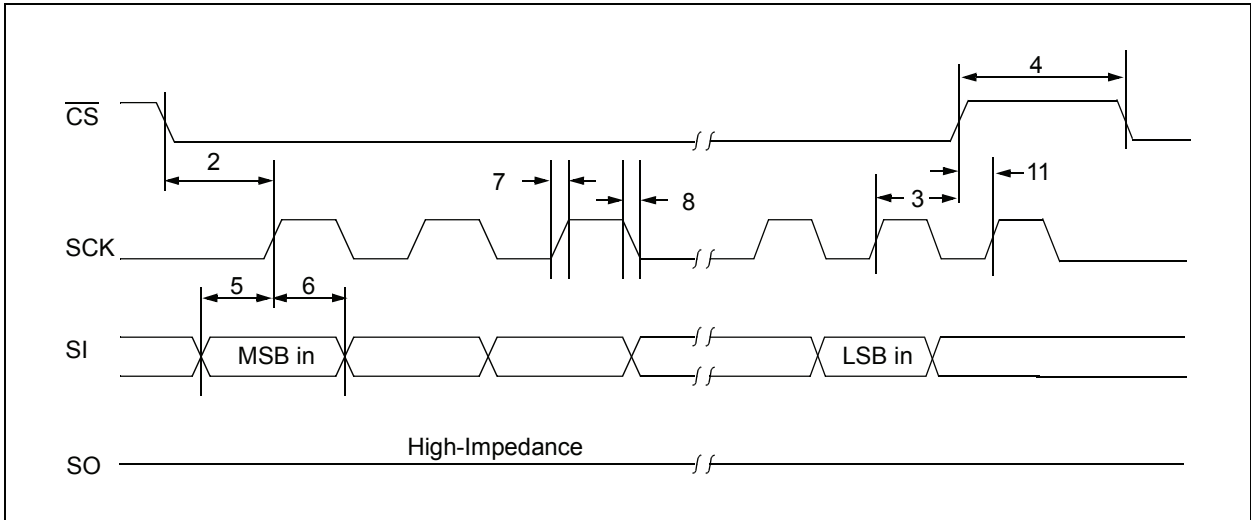 4
CS
2
7
8
3
11
SCK
5
6
SI
MSB in
LSB in
High-Impedance
SO